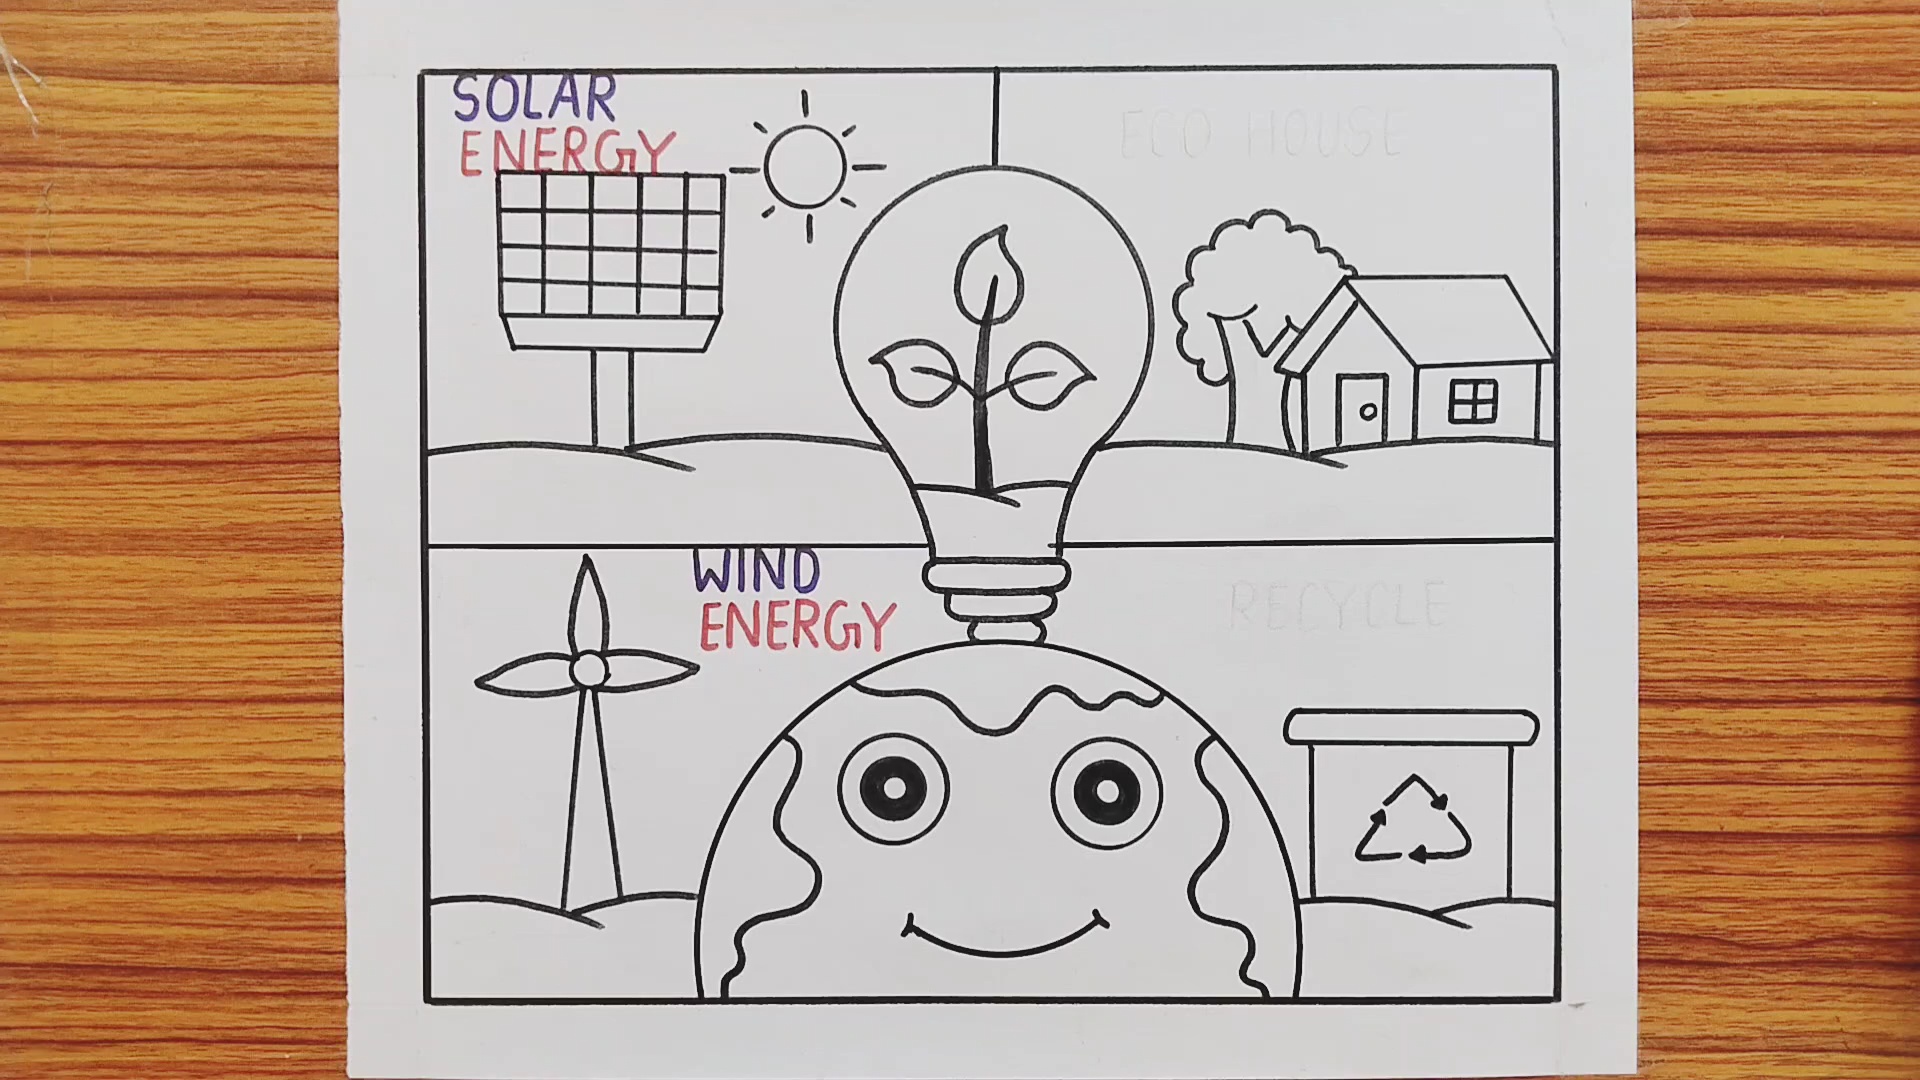 SOLAR
ENERGY
ECO HOUSE
WIND
ENERGY
RECYCLE